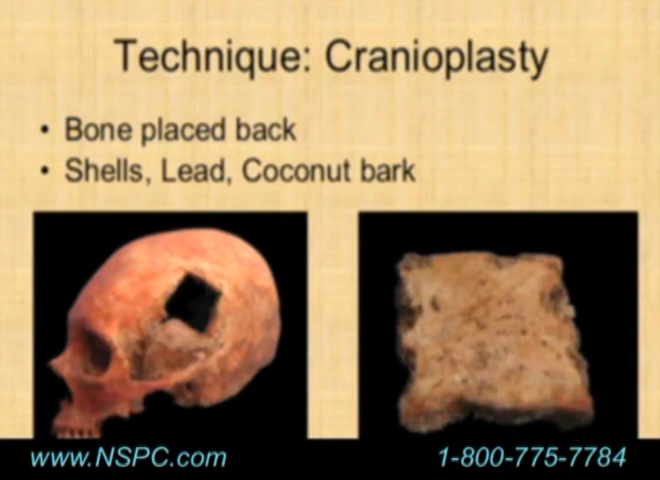 Technique: Cranioplasty
• Bone placed back
• Shells, Lead, Coconut bark
www.NSPC.com 1-800-775-7784